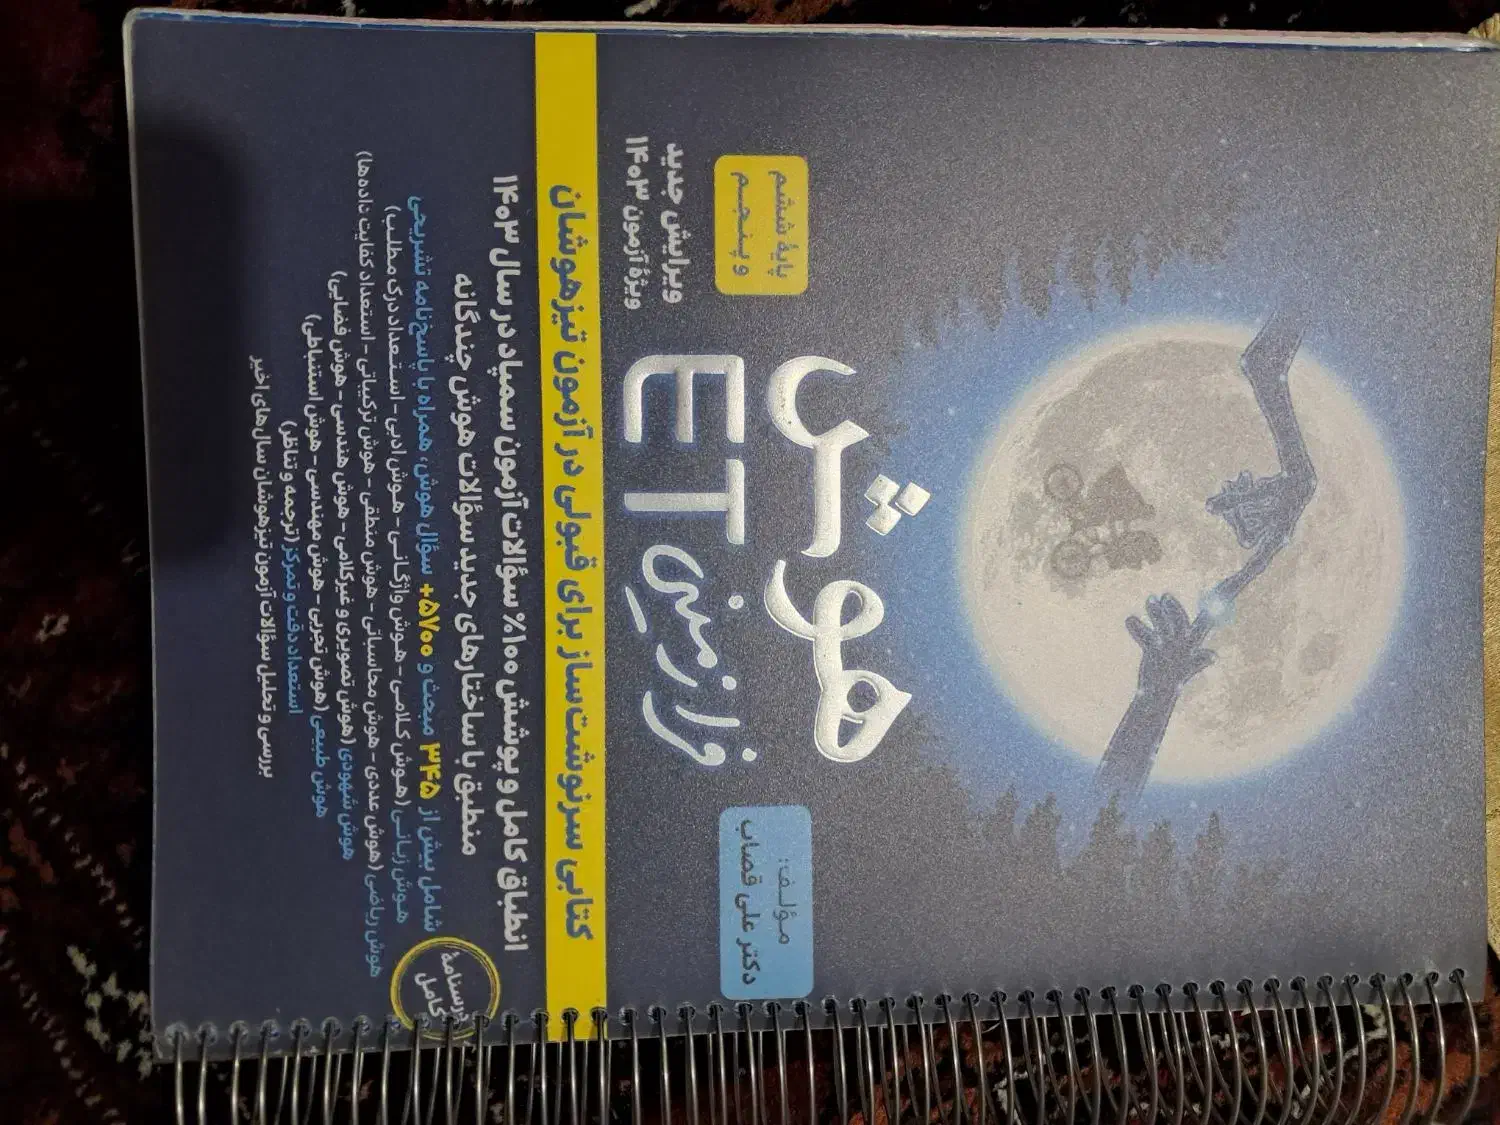 پایهٔ ششم
و پنجم
ویرایش جدید
ویژهٔ آزمون ۱۴۰۳
هوش
فرازمینی ET
مؤلف:
دکتر علی قصاب
کتابی سرنوشت‌ساز برای قبولی در آزمون تیزهوشان
انطباق کامل و پوشش ۱۰۰% سؤالات آزمون سمپاد در سال ۱۴۰۳
منطبق با ساختارهای جدید سؤالات هوش چندگانه
شامل بیش از ۳۴۵ مبحث و ۵۷۰۰+ سؤال هوش، همراه با پاسخ‌نامه تشریحی
هوش زبانی (هوش کلامی - هوش واژگانی - هوش ادبی - استعداد درک مطلب)
هوش ریاضی (هوش عددی - هوش محاسباتی - هوش منطقی - هوش ترکیباتی - استعداد کفایت داده‌ها)
هوش شهودی (هوش تصویری و غیرکلامی - هوش هندسی - هوش فضایی)
هوش طبیعی (هوش تجربی - هوش مهندسی - هوش استنباطی)
استعداد دقت و تمرکز (ترجمه و تناظر)
بررسی و تحلیل سؤالات آزمون تیزهوشان سال‌های اخیر
درسنامهٔ
کامل